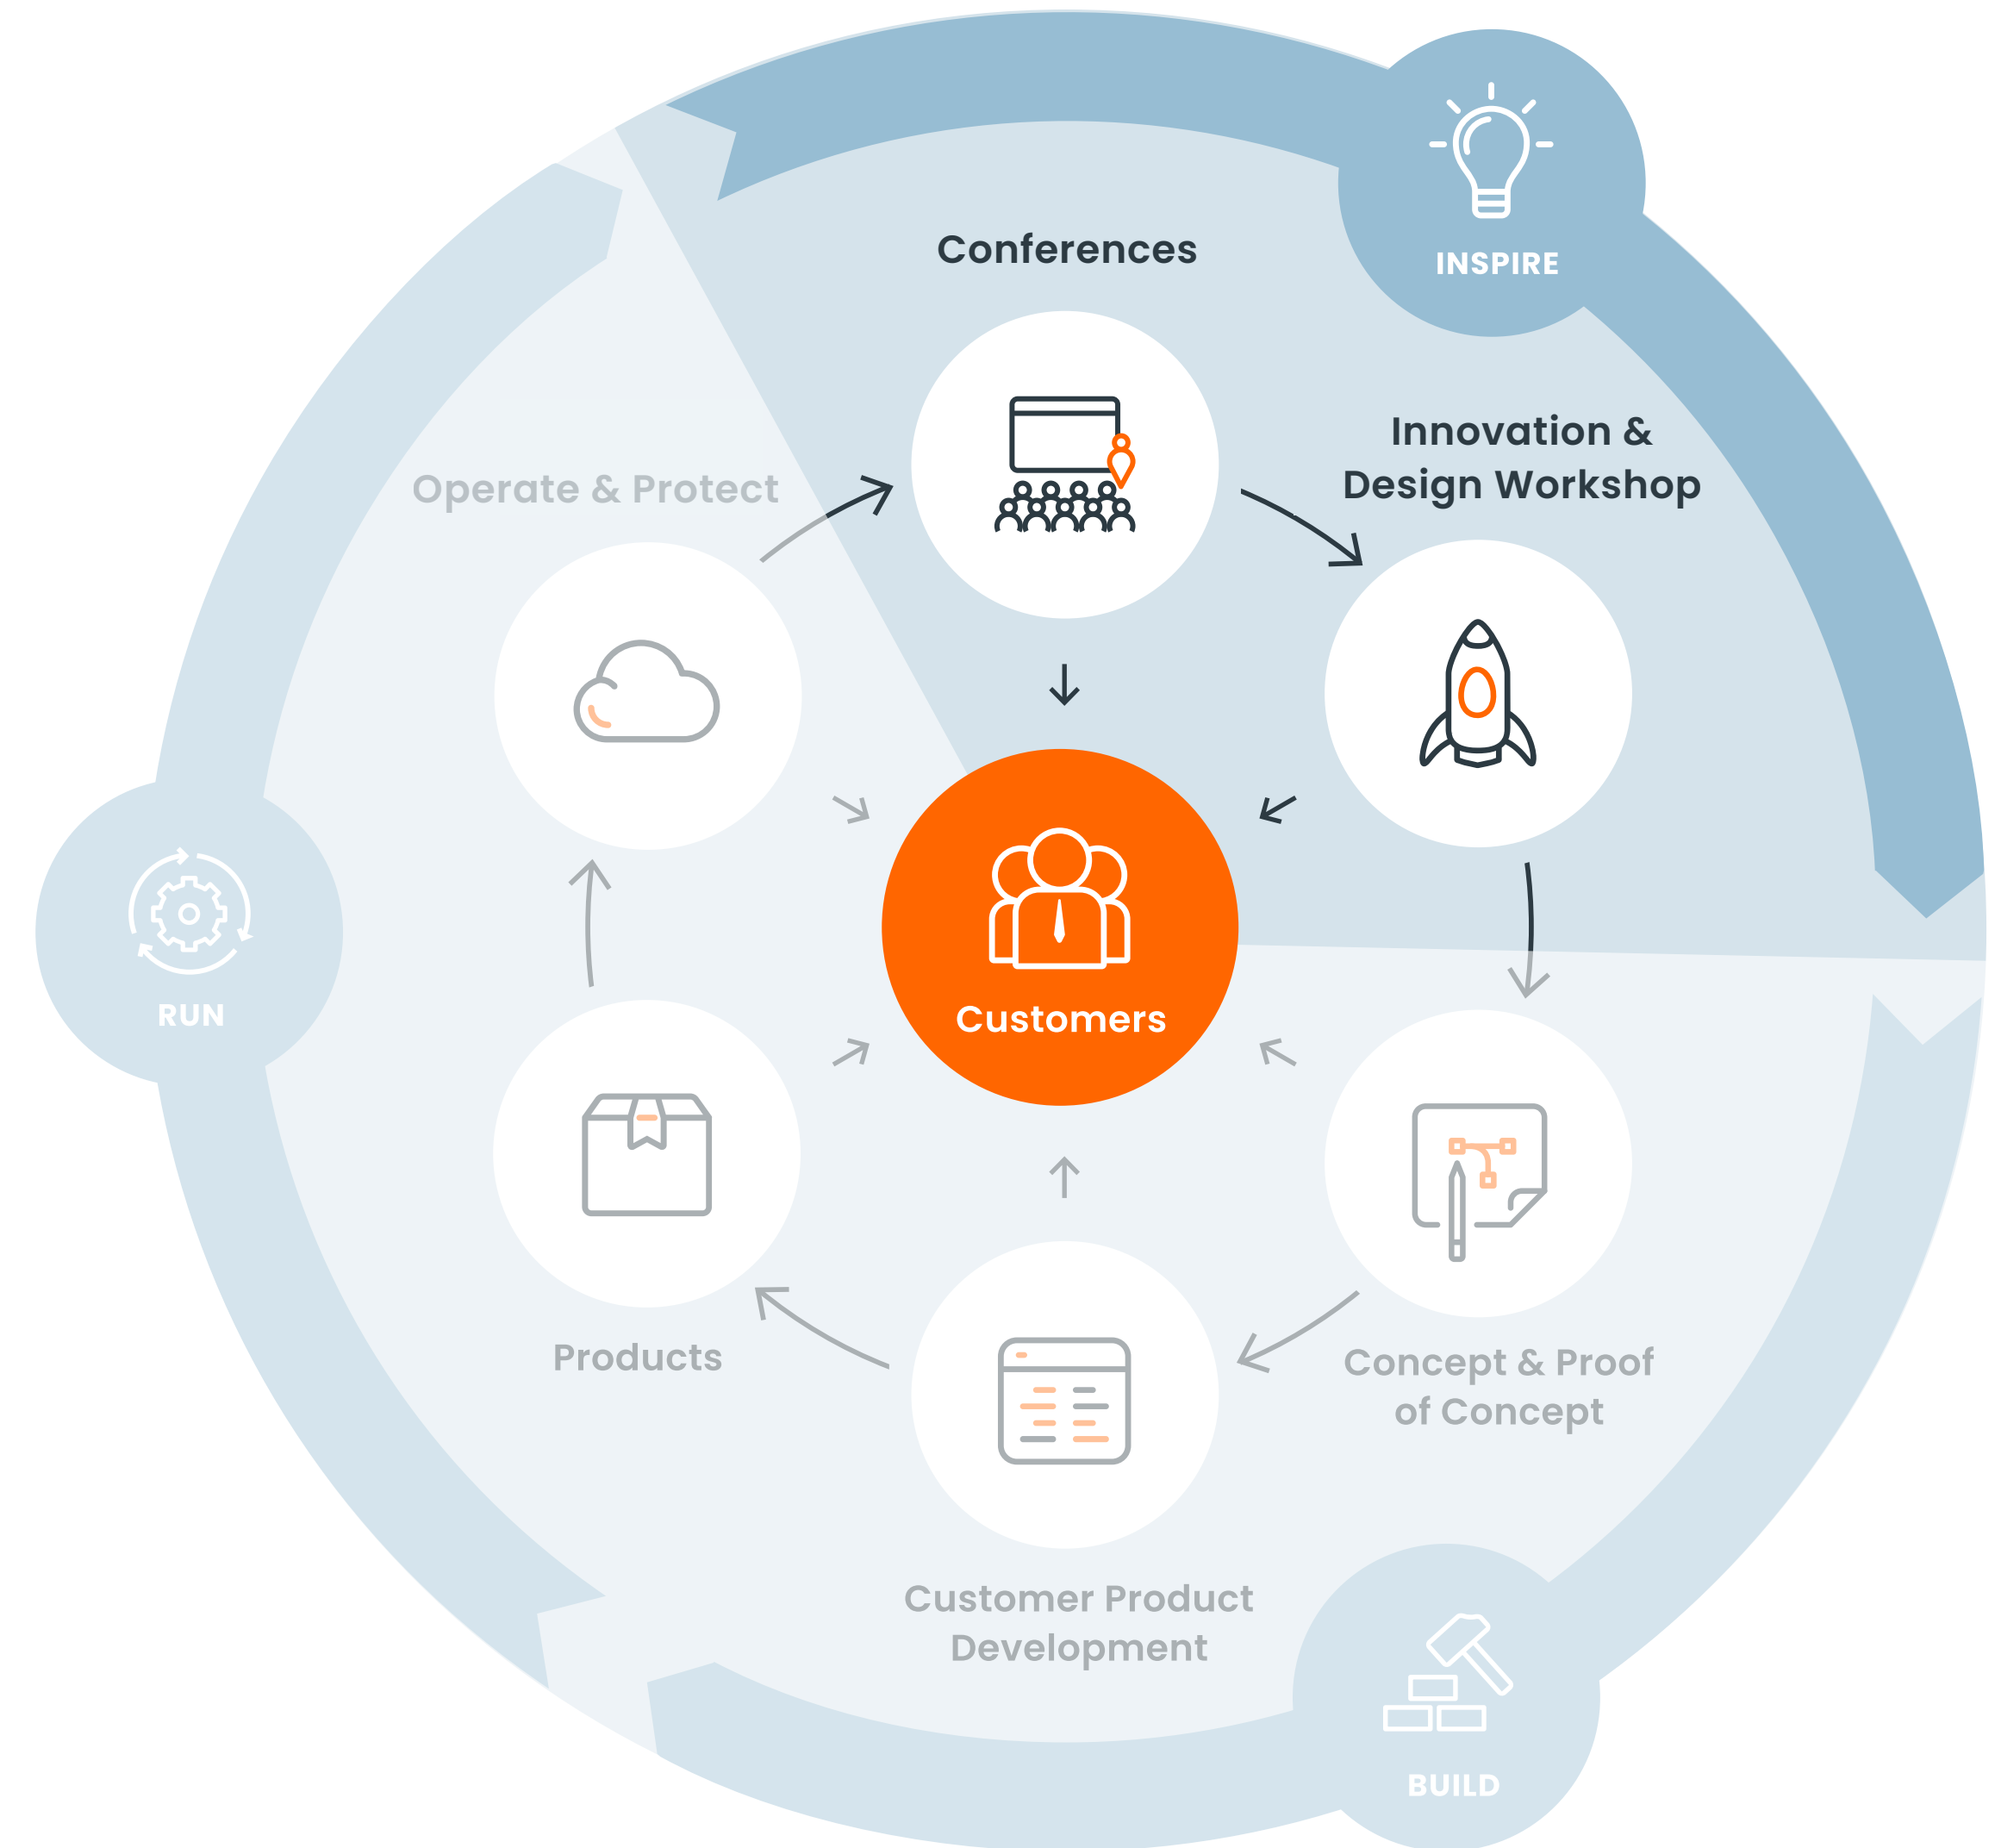 INSPIRE
Conferences
Innovation &
Design Workshop
Operate & Protect
Customers
RUN
Products
Concept & Proof
of Concept
Customer Product
Development
BUILD